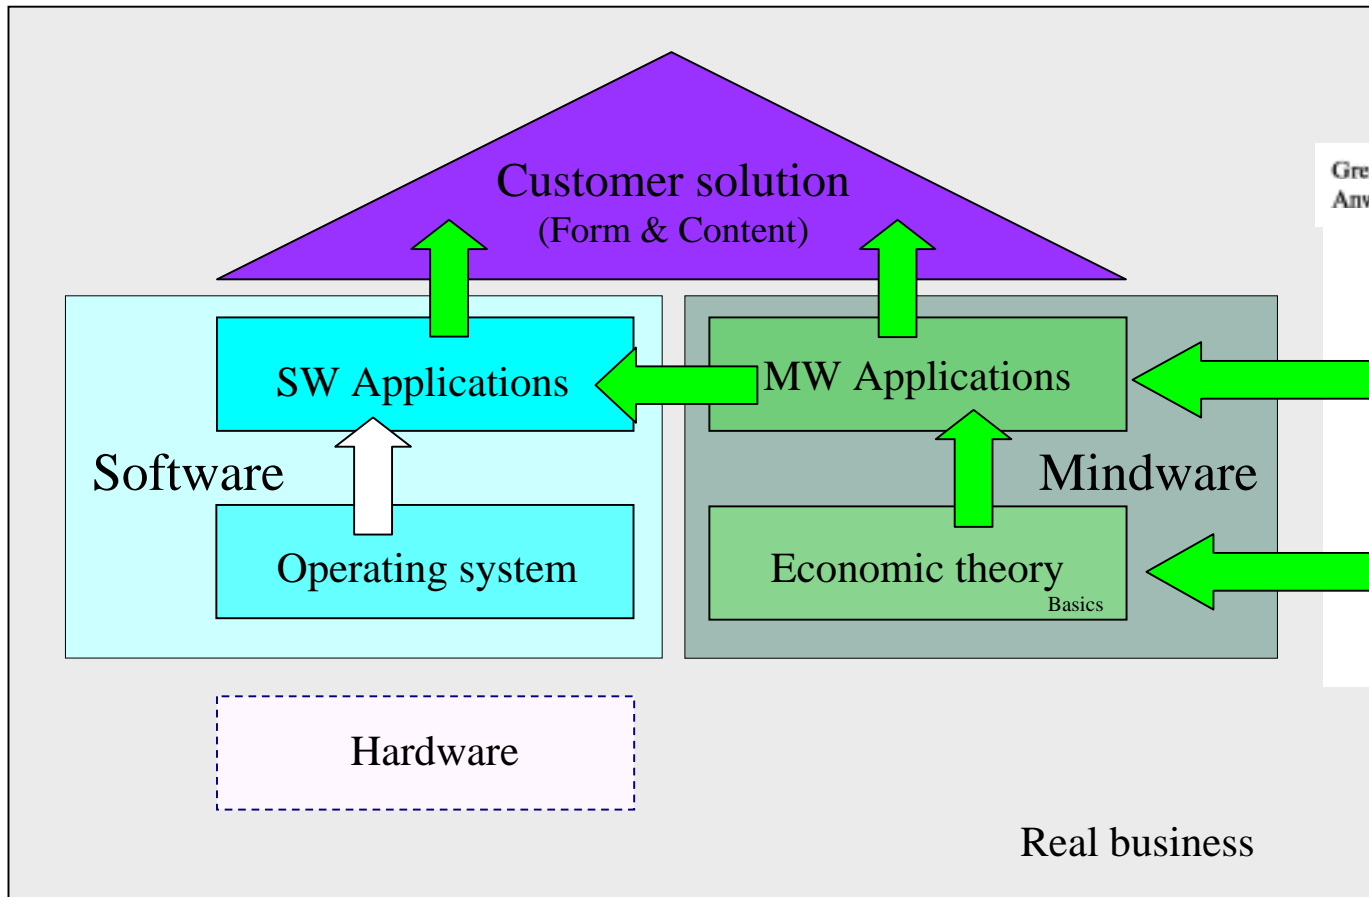 Customer solution
(Form & Content)
SW Applications
MW Applications
Software
Mindware
Operating system
Economic theory
Basics
Hardware
Real business